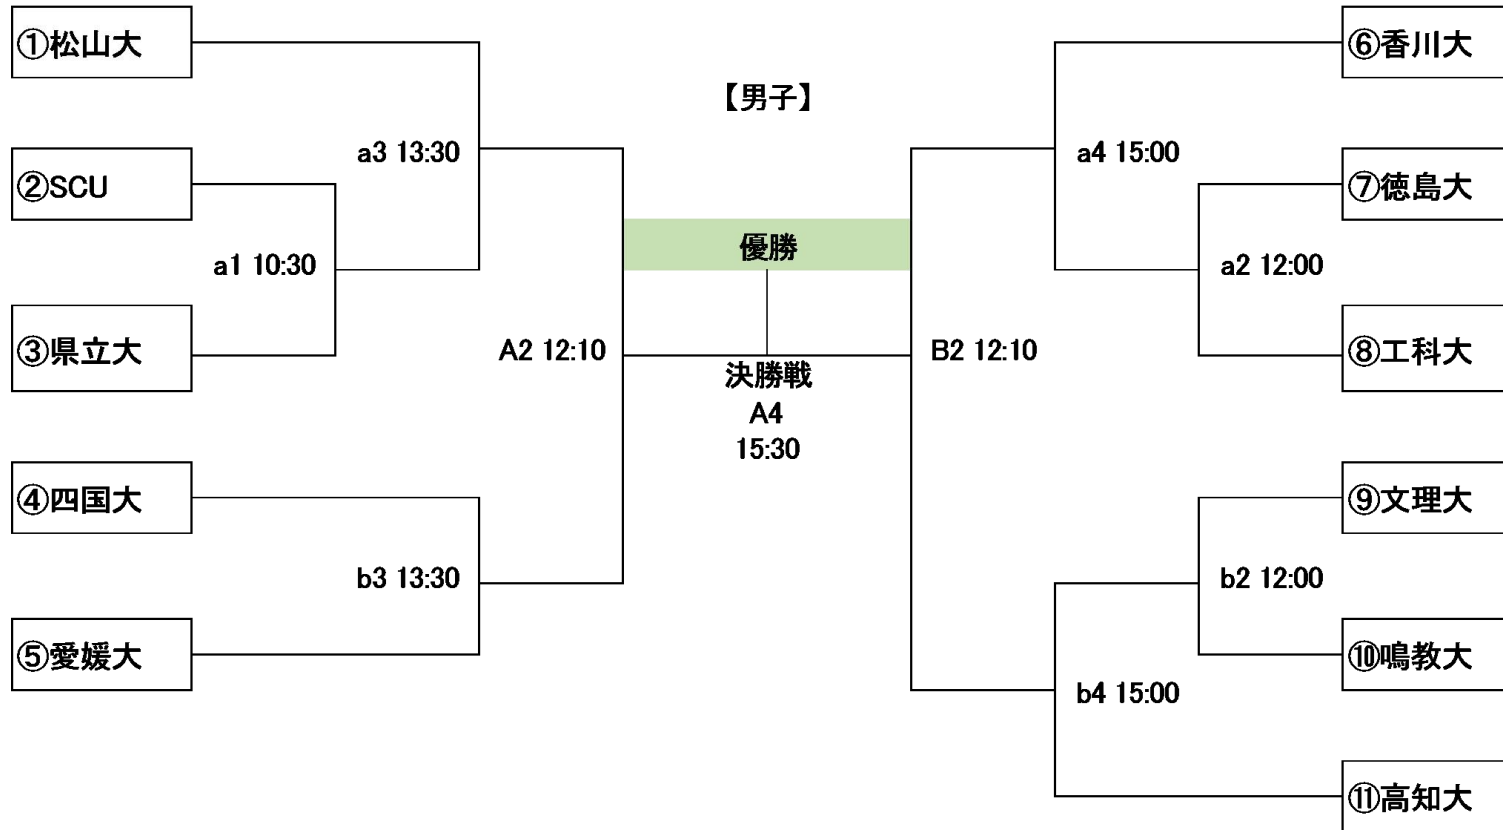 ①松山大
⑥香川大
【男子】
a3 13:30
a4 15:00
②SCU
⑦徳島大
優勝
a1 10:30
a2 12:00
③県立大
A2 12:10
B2 12:10
⑧工科大
決勝戦
A4
15:30
④四国大
⑨文理大
b3 13:30
b2 12:00
⑤愛媛大
⑩鳴教大
b4 15:00
⑪高知大